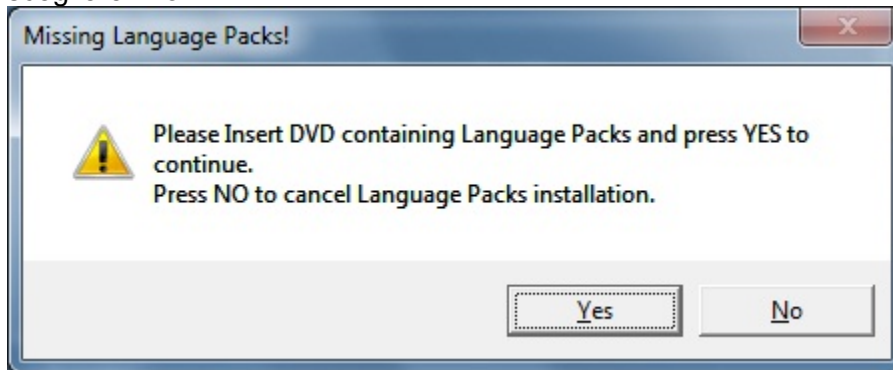 Missing Language Packs!
Please Insert DVD containing Language Packs and press YES to
continue.
Press NO to cancel Language Packs installation.
Yes
No